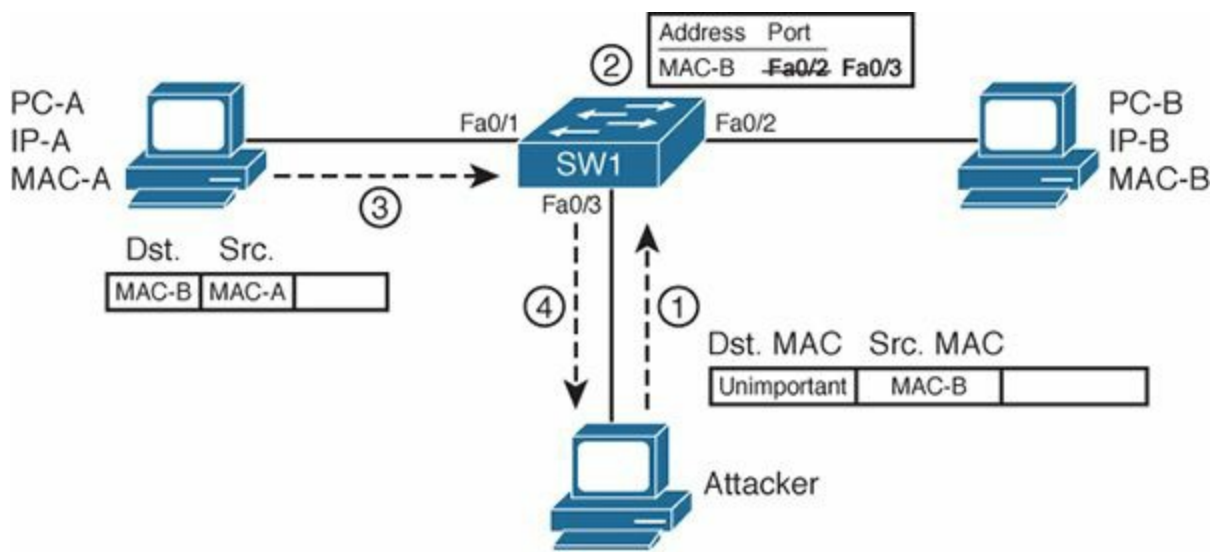 Address Port
② MAC-B Fa0/2 Fa0/3
PC-A
IP-A
MAC-A
Fa0/1
SW1
Fa0/2
PC-B
IP-B
MAC-B
Fa0/3
③
Dst. Src.
MAC-B MAC-A
④ ①
Dst. MAC Src. MAC
Unimportant MAC-B
Attacker